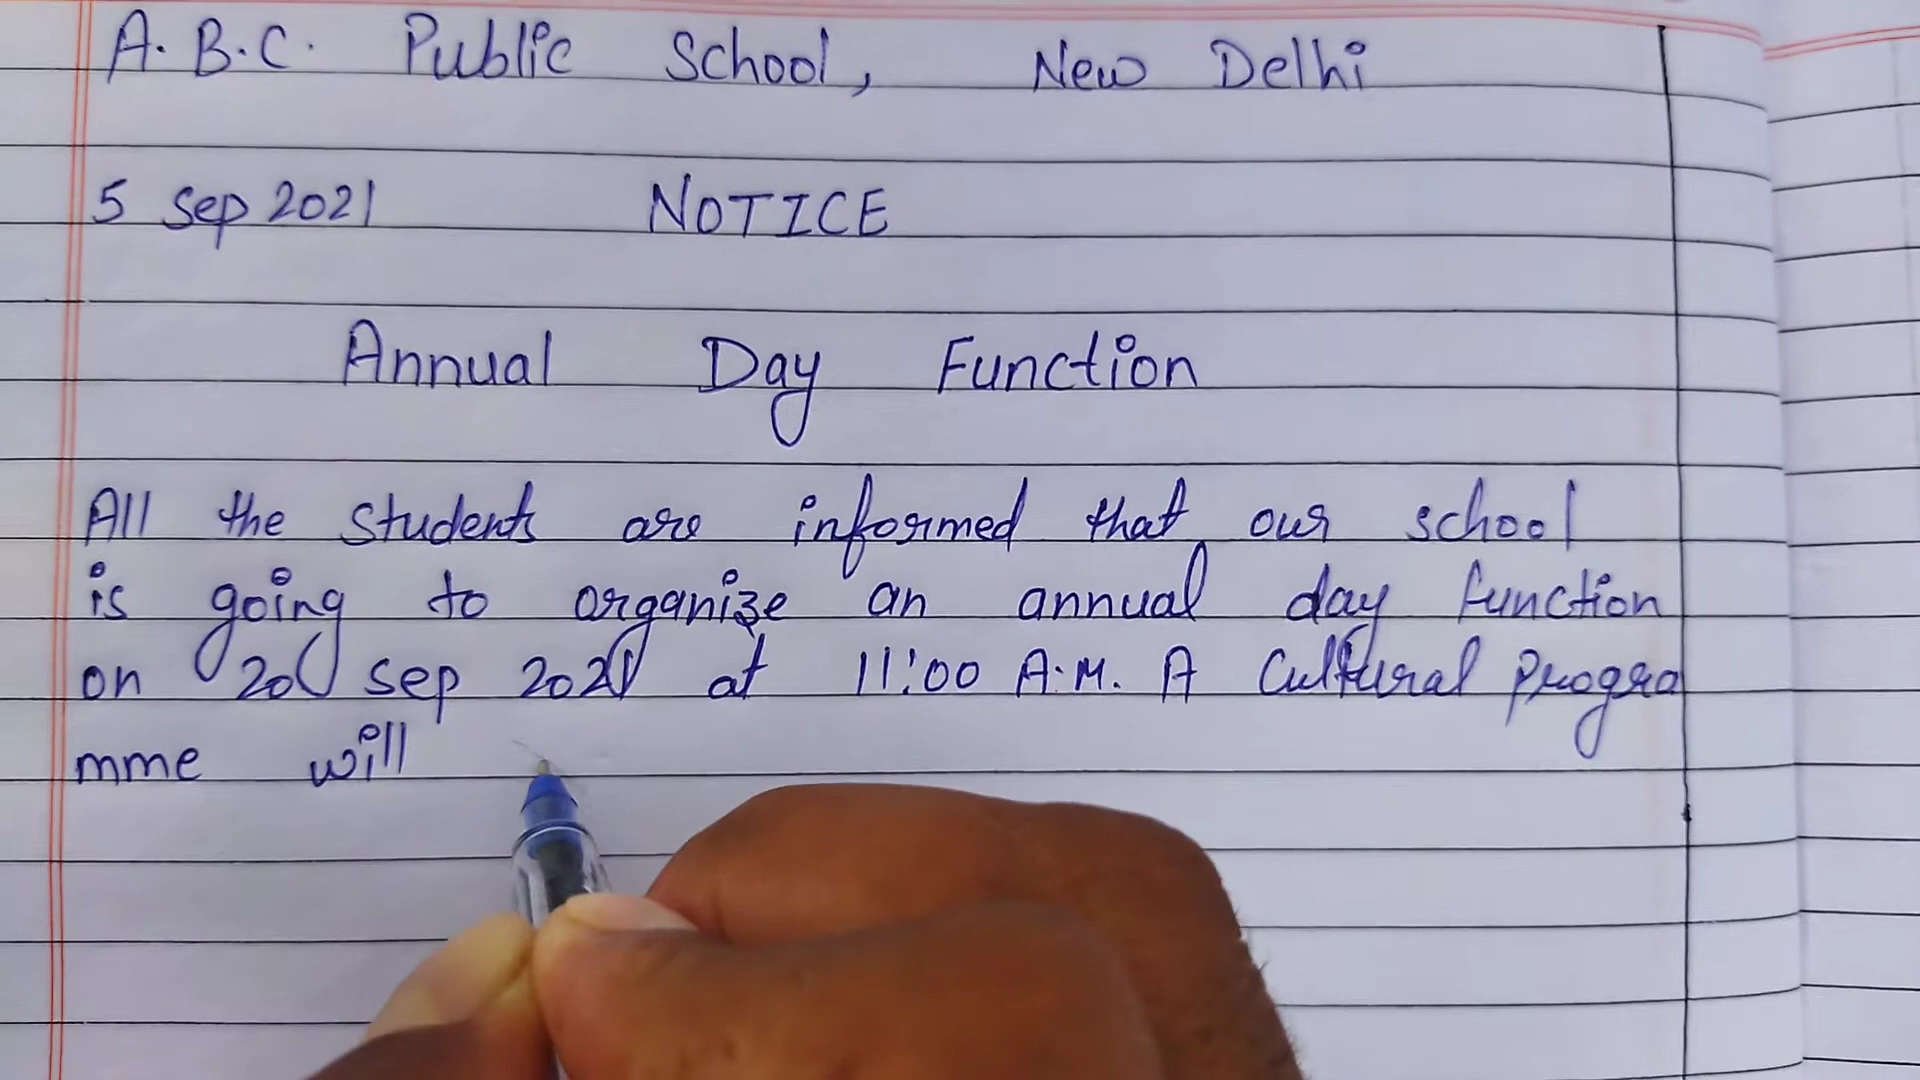 A.B.C. Public School, New Delhi
5 Sep 2021 NOTICE
Annual Day Function
All the students are informed that our school
is going to organize an annual day function
on 20 sep 2021 at 11:00 A.M. A Cultural Progra
mme will